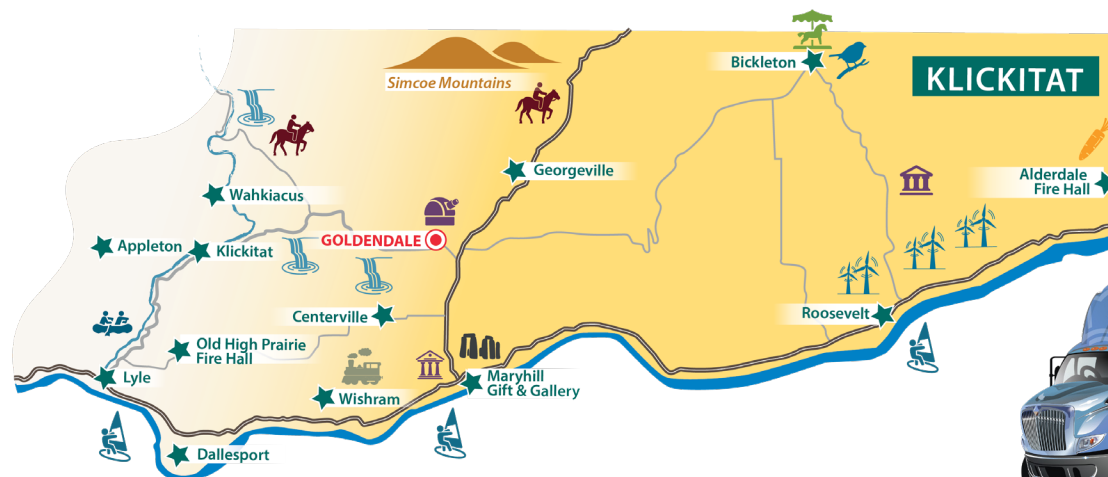 Bickleton
KLICKITAT
Simcoe Mountains
Georgeville
Alderdale
Fire Hall
Wahkiacus
Appleton
Klickitat
GOLDENDALE
Centerville
Roosevelt
Old High Prairie
Fire Hall
Lyle
Wishram
Maryhill
Gift & Gallery
Dallesport